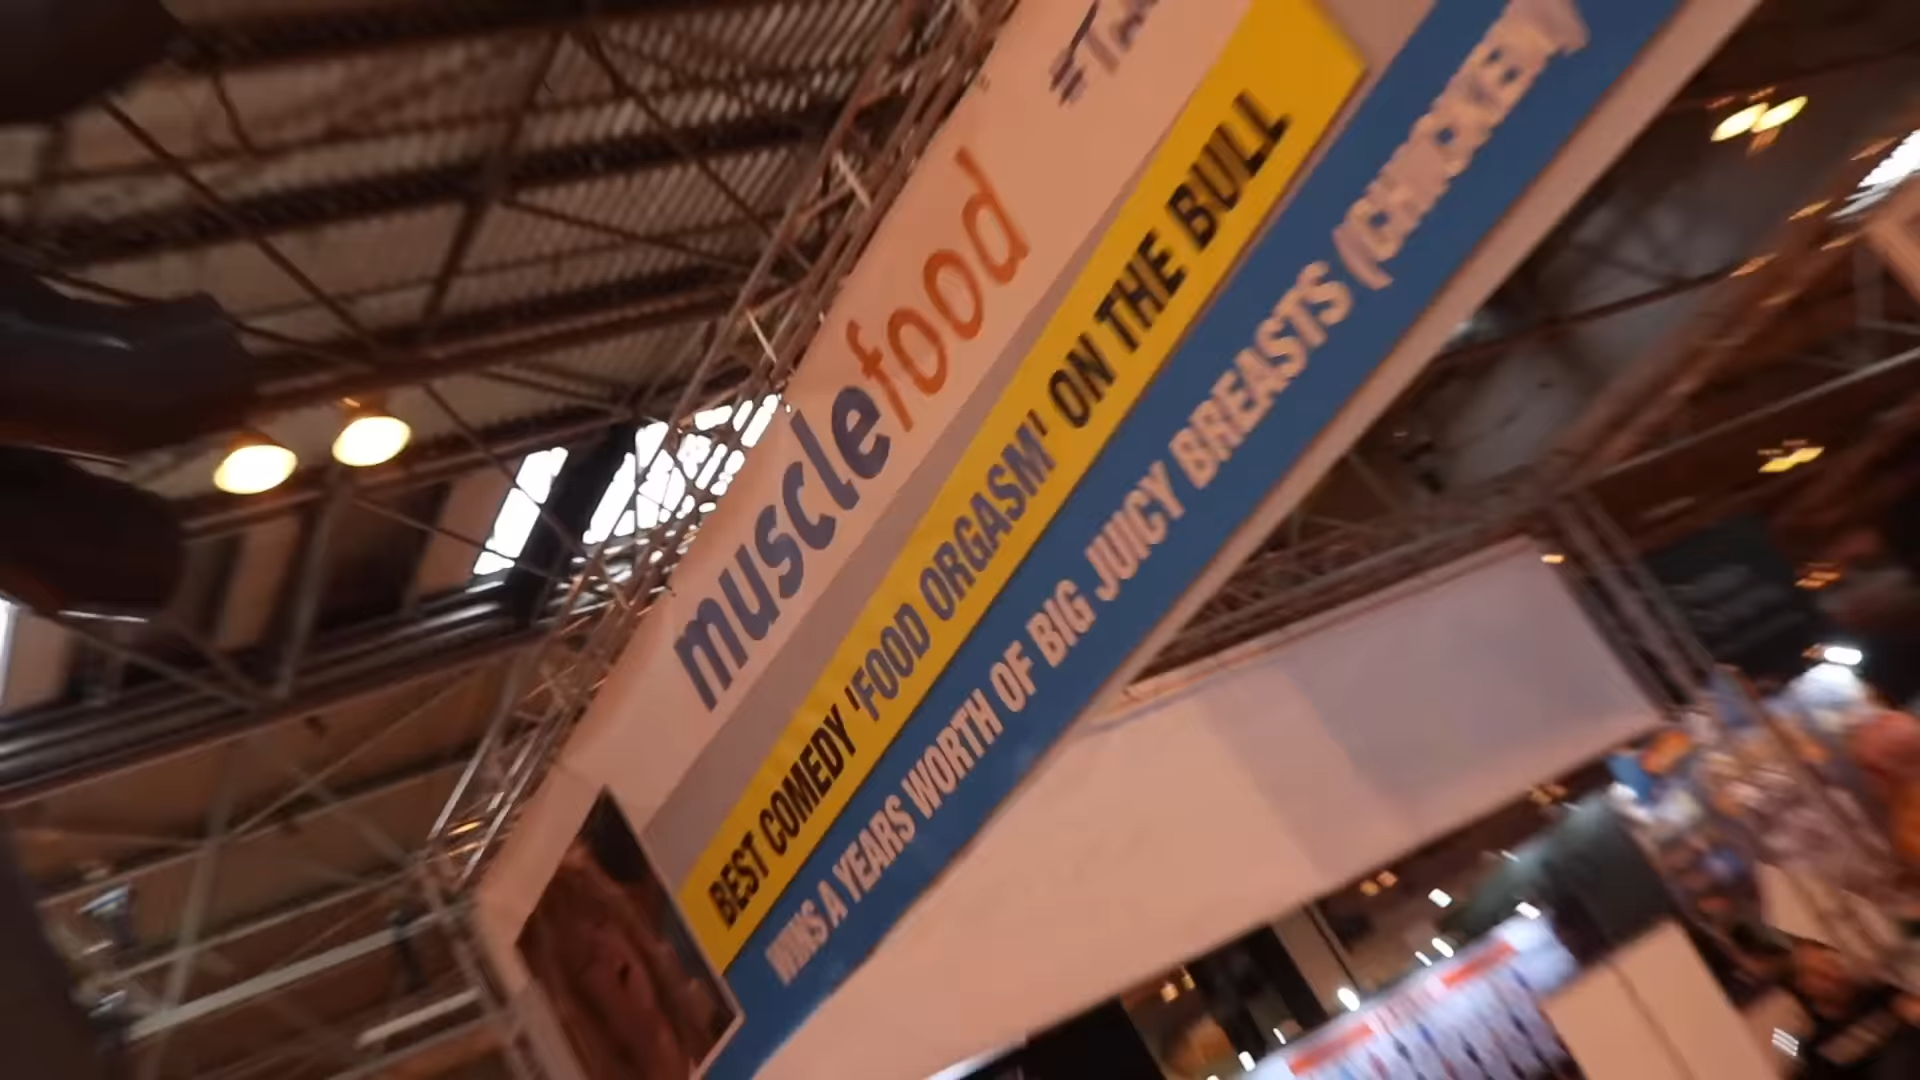 musclefood
BEST COMEDY 'FOOD ORGASM' ON THE BULL
WINS A YEARS WORTH OF BIG JUICY BREASTS (CHICKEN)